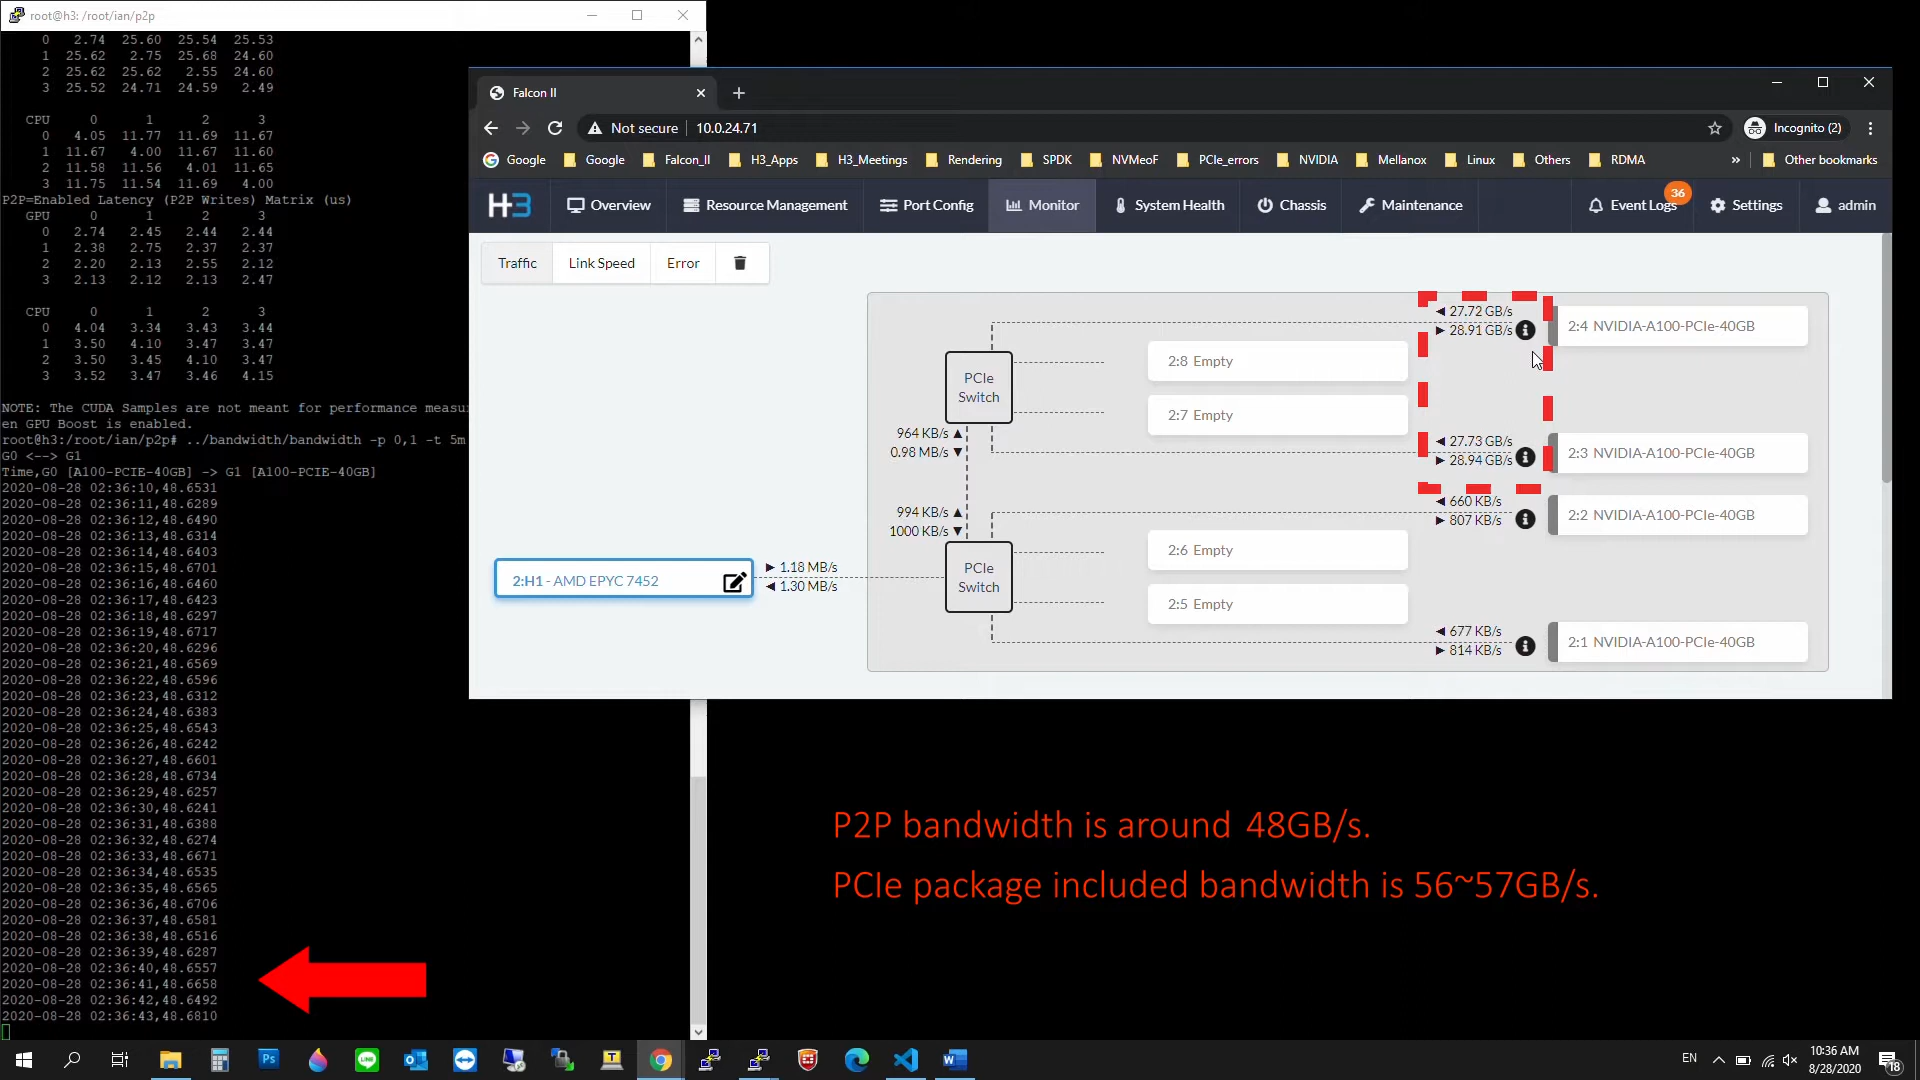 root@h3: /root/ian/p2p
0 2.74 25.60 25.54 25.53
1 25.62 2.75 25.68 24.60
2 25.62 25.62 2.55 24.60
3 25.52 24.71 24.59 2.49
CPU 0 1 2 3
0 4.05 11.77 11.69 11.67
1 11.67 4.00 11.67 11.60
2 11.58 11.56 4.01 11.65
3 11.75 11.54 11.69 4.00
P2P=Enabled Latency (P2P Writes) Matrix (us)
GPU 0 1 2 3
0 2.74 2.45 2.44 2.44
1 2.38 2.75 2.37 2.37
2 2.20 2.13 2.55 2.12
3 2.13 2.12 2.13 2.47
CPU 0 1 2 3
0 4.04 3.34 3.43 3.44
1 3.50 4.10 3.47 3.47
2 3.50 3.45 4.10 3.47
3 3.52 3.47 3.46 4.15
NOTE: The CUDA Samples are not meant for performance measu
en GPU Boost is enabled.
root@h3:/root/ian/p2p# ../bandwidth/bandwidth -p 0,1 -t 5m
G0 <--> G1
Time,G0 [A100-PCIE-40GB] -> G1 [A100-PCIE-40GB]
2020-08-28 02:36:10,48.6531
2020-08-28 02:36:11,48.6289
2020-08-28 02:36:12,48.6490
2020-08-28 02:36:13,48.6314
2020-08-28 02:36:14,48.6403
2020-08-28 02:36:15,48.6701
2020-08-28 02:36:16,48.6460
2020-08-28 02:36:17,48.6423
2020-08-28 02:36:18,48.6297
2020-08-28 02:36:19,48.6717
2020-08-28 02:36:20,48.6296
2020-08-28 02:36:21,48.6569
2020-08-28 02:36:22,48.6596
2020-08-28 02:36:23,48.6312
2020-08-28 02:36:24,48.6383
2020-08-28 02:36:25,48.6543
2020-08-28 02:36:26,48.6242
2020-08-28 02:36:27,48.6601
2020-08-28 02:36:28,48.6734
2020-08-28 02:36:29,48.6257
2020-08-28 02:36:30,48.6241
2020-08-28 02:36:31,48.6388
2020-08-28 02:36:32,48.6274
2020-08-28 02:36:33,48.6671
2020-08-28 02:36:34,48.6535
2020-08-28 02:36:35,48.6565
2020-08-28 02:36:36,48.6706
2020-08-28 02:36:37,48.6581
2020-08-28 02:36:38,48.6516
2020-08-28 02:36:39,48.6287
2020-08-28 02:36:40,48.6557
2020-08-28 02:36:41,48.6658
2020-08-28 02:36:42,48.6492
2020-08-28 02:36:43,48.6810
Falcon II
Not secure 10.0.24.71 Incognito (2)
Google Google Falcon_II H3_Apps H3_Meetings Rendering SPDK NVMeoF PCIe_errors NVIDIA Mellanox Linux Others RDMA » Other bookmarks
H3 Overview Resource Management Port Config Monitor System Health Chassis Maintenance Event Logs 36 Settings admin
Traffic Link Speed Error
◄ 27.72 GB/s
► 28.91 GB/s
2:4 NVIDIA-A100-PCIe-40GB
2:8 Empty
PCIe
Switch
2:7 Empty
964 KB/s ▲
0.98 MB/s ▼
◄ 27.73 GB/s
► 28.94 GB/s
2:3 NVIDIA-A100-PCIe-40GB
◄ 660 KB/s
► 807 KB/s
2:2 NVIDIA-A100-PCIe-40GB
994 KB/s ▲
1000 KB/s ▼
2:6 Empty
2:H1 - AMD EPYC 7452
► 1.18 MB/s
◄ 1.30 MB/s
PCIe
Switch
2:5 Empty
◄ 677 KB/s
► 814 KB/s
2:1 NVIDIA-A100-PCIe-40GB
P2P bandwidth is around 48GB/s.
PCIe package included bandwidth is 56~57GB/s.
Ps LINE T W
EN
10:36 AM
8/28/2020
18